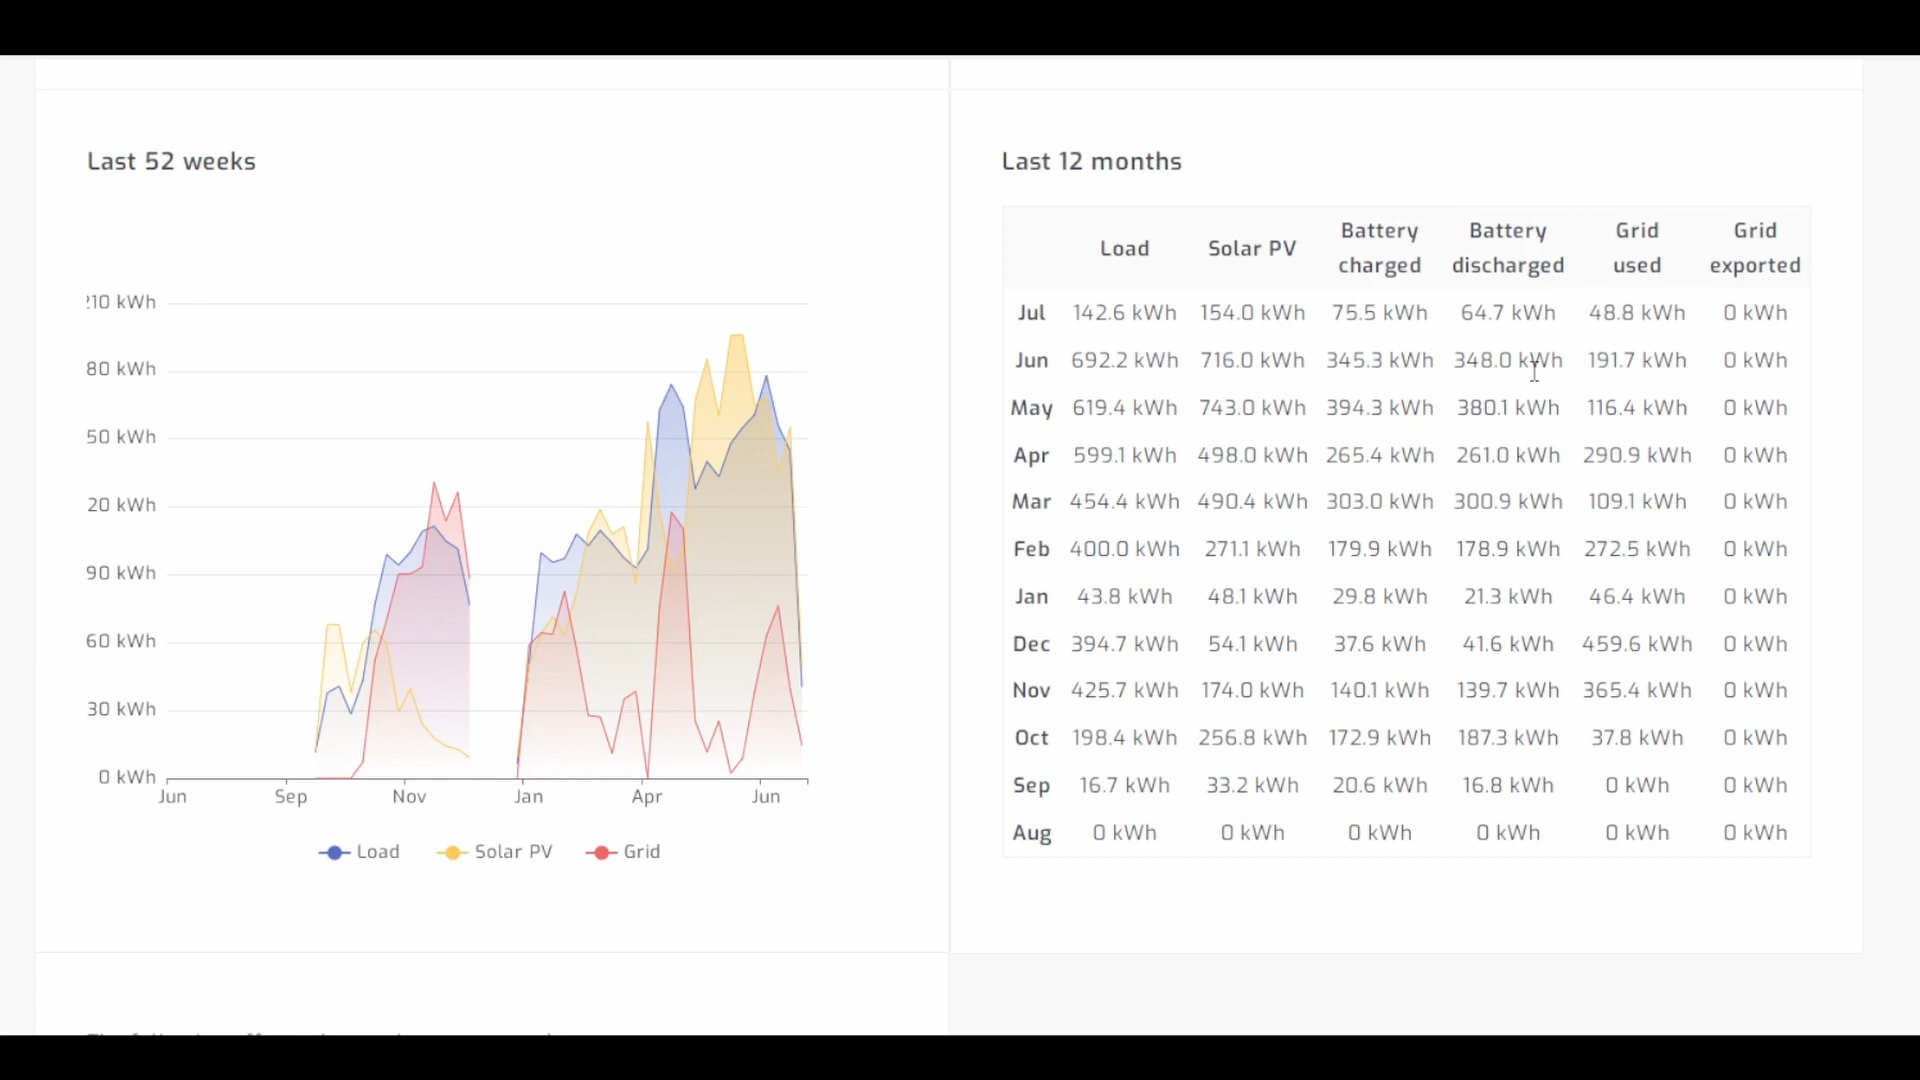 Last 52 weeks
210 kWh
80 kWh
50 kWh
20 kWh
90 kWh
60 kWh
30 kWh
0 kWh
Jun Sep Nov Jan Apr Jun
Load Solar PV Grid
Last 12 months
Load Solar PV Battery charged Battery discharged Grid used Grid exported
Jul 142.6 kWh 154.0 kWh 75.5 kWh 64.7 kWh 48.8 kWh 0 kWh
Jun 692.2 kWh 716.0 kWh 345.3 kWh 348.0 kWh 191.7 kWh 0 kWh
May 619.4 kWh 743.0 kWh 394.3 kWh 380.1 kWh 116.4 kWh 0 kWh
Apr 599.1 kWh 498.0 kWh 265.4 kWh 261.0 kWh 290.9 kWh 0 kWh
Mar 454.4 kWh 490.4 kWh 303.0 kWh 300.9 kWh 109.1 kWh 0 kWh
Feb 400.0 kWh 271.1 kWh 179.9 kWh 178.9 kWh 272.5 kWh 0 kWh
Jan 43.8 kWh 48.1 kWh 29.8 kWh 21.3 kWh 46.4 kWh 0 kWh
Dec 394.7 kWh 54.1 kWh 37.6 kWh 41.6 kWh 459.6 kWh 0 kWh
Nov 425.7 kWh 174.0 kWh 140.1 kWh 139.7 kWh 365.4 kWh 0 kWh
Oct 198.4 kWh 256.8 kWh 172.9 kWh 187.3 kWh 37.8 kWh 0 kWh
Sep 16.7 kWh 33.2 kWh 20.6 kWh 16.8 kWh 0 kWh 0 kWh
Aug 0 kWh 0 kWh 0 kWh 0 kWh 0 kWh 0 kWh